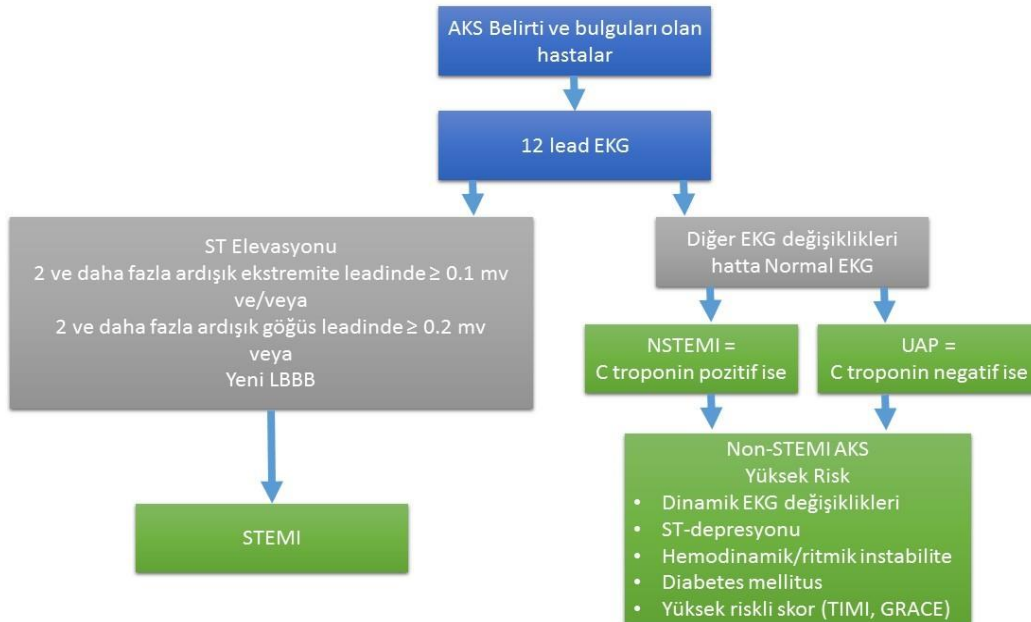 AKS Belirti ve bulguları olan
hastalar
12 lead EKG
ST Elevasyonu
2 ve daha fazla ardışık ekstremite leadinde ≥ 0.1 mv
ve/veya
2 ve daha fazla ardışık göğüs leadinde ≥ 0.2 mv
veya
Yeni LBBB
Diğer EKG değişiklikleri
hatta Normal EKG
NSTEMI =
C troponin pozitif ise
UAP =
C troponin negatif ise
STEMI
Non-STEMI AKS
Yüksek Risk
• Dinamik EKG değişiklikleri
• ST-depresyonu
• Hemodinamik/ritmik instabilite
• Diabetes mellitus
• Yüksek riskli skor (TIMI, GRACE)